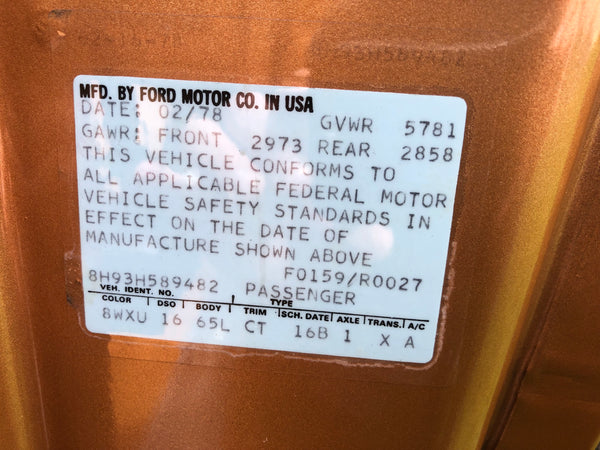 93H589482
MFD. BY FORD MOTOR CO. IN USA
DATE: 02/78 GVWR 5781
GAWR: FRONT 2973 REAR 2858
THIS VEHICLE CONFORMS TO
ALL APPLICABLE FEDERAL MOTOR
VEHICLE SAFETY STANDARDS IN
EFFECT ON THE DATE OF
MANUFACTURE SHOWN ABOVE
F0159/R0027
8H93H589482 PASSENGER
VEH. IDENT. NO. TYPE
COLOR DSO BODY TRIM SCH. DATE AXLE TRANS. A/C
8WXU 16 65L CT 16B 1 X A